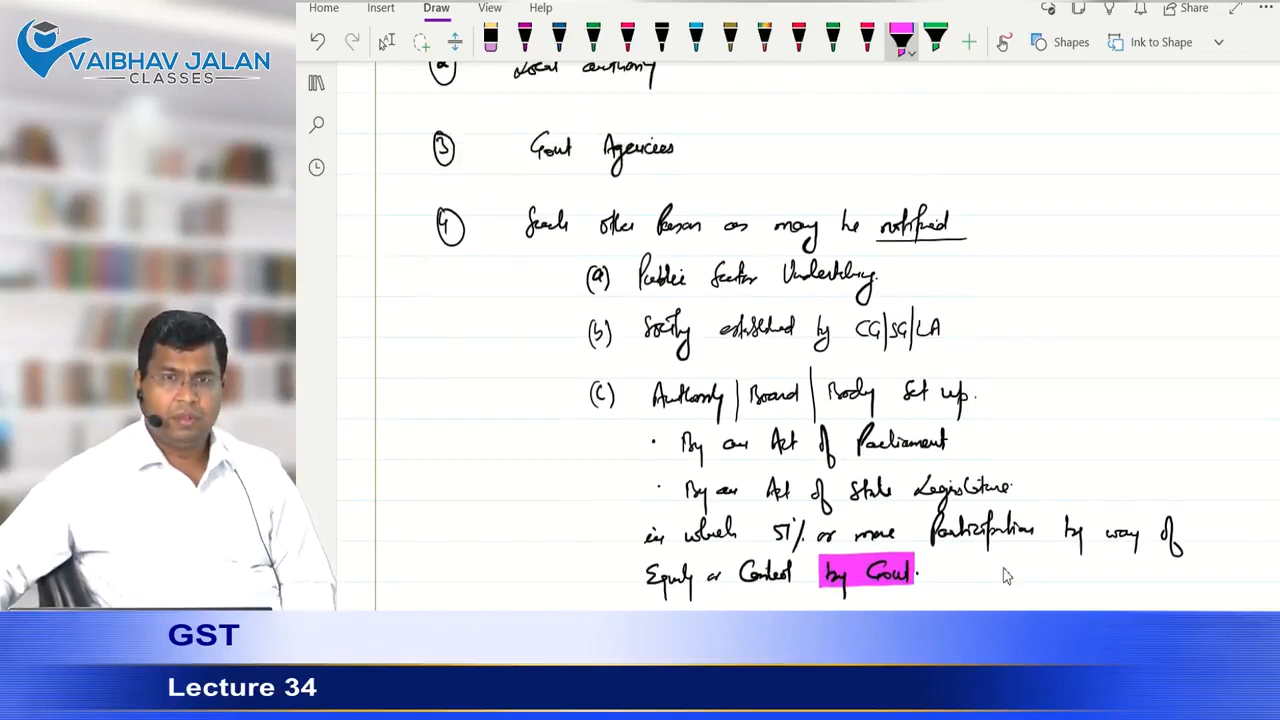 Home Insert Draw View Help
Share
Shapes
Ink to Shape
VAIBHAV JALAN
CLASSES
(2) Local authority
(3) Govt Agencies
(4) Such other Person as may be notified
(a) Public Sector Undertaking.
(b) Society established by CG|SG|LA
(C) Authority | Board | Body Set up.
· By an Act of Parliament
· By an Act of State Legislature
in which 51% or more Participation by way of
Equity or Control by Govt.
GST
Lecture 34